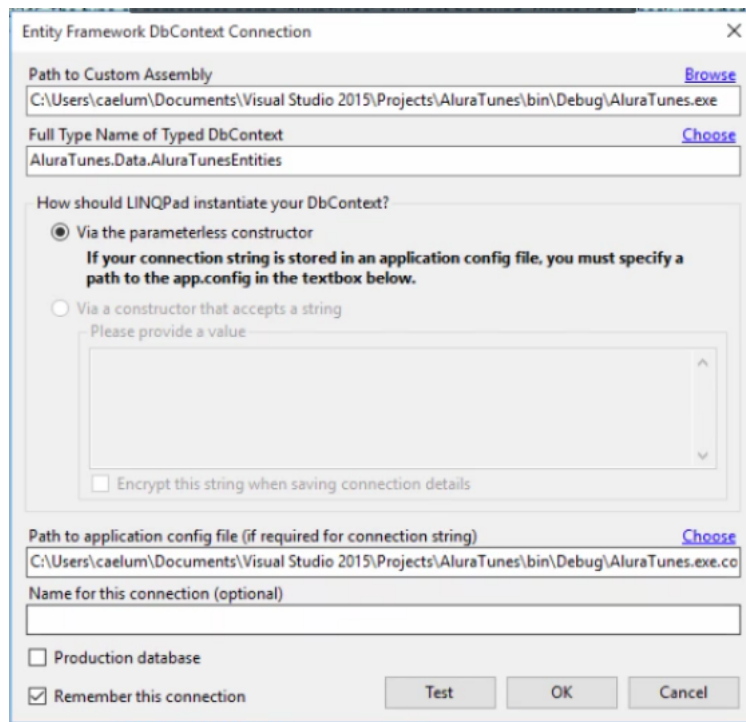 Entity Framework DbContext Connection
Path to Custom Assembly Browse
C:\Users\caelum\Documents\Visual Studio 2015\Projects\AluraTunes\bin\Debug\AluraTunes.exe
Full Type Name of Typed DbContext Choose
AluraTunes.Data.AluraTunesEntities
How should LINQPad instantiate your DbContext?
Via the parameterless constructor
If your connection string is stored in an application config file, you must specify a
path to the app.config in the textbox below.
Via a constructor that accepts a string
Please provide a value
Encrypt this string when saving connection details
Path to application config file (if required for connection string) Choose
C:\Users\caelum\Documents\Visual Studio 2015\Projects\AluraTunes\bin\Debug\AluraTunes.exe.co
Name for this connection (optional)
Production database
Remember this connection Test OK Cancel